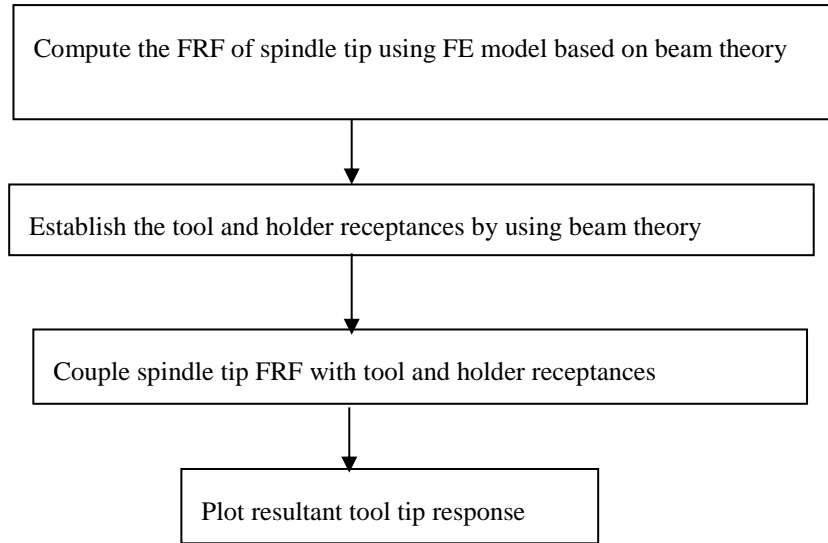 Compute the FRF of spindle tip using FE model based on beam theory
Establish the tool and holder receptances by using beam theory
Couple spindle tip FRF with tool and holder receptances
Plot resultant tool tip response